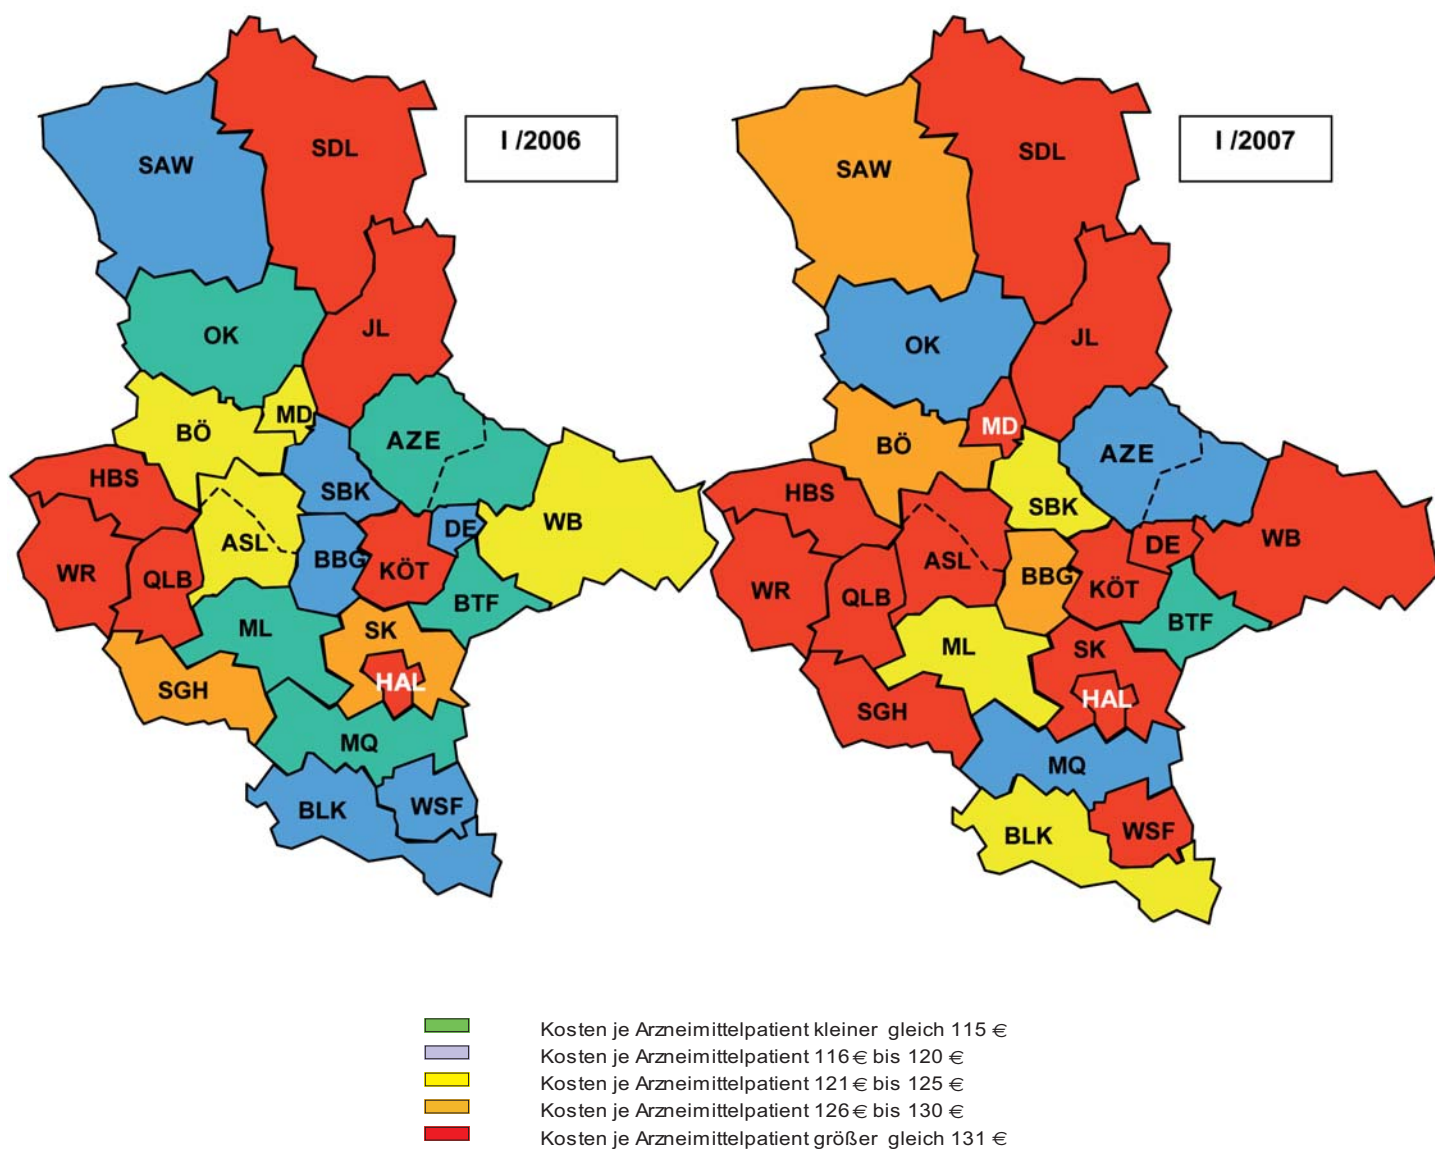 I /2006
SAW
SDL
OK
JL
MD
BÖ
AZE
HBS
SBK
WB
ASL
DE
BBG
WR
QLB
KÖT
BTF
ML
SK
SGH
HAL
MQ
BLK
WSF
I /2007
SAW
SDL
OK
JL
MD
BÖ
AZE
HBS
SBK
WB
ASL
DE
BBG
WR
QLB
KÖT
BTF
ML
SK
SGH
HAL
MQ
BLK
WSF
Kosten je Arzneimittelpatient kleiner gleich 115 €
Kosten je Arzneimittelpatient 116 € bis 120 €
Kosten je Arzneimittelpatient 121 € bis 125 €
Kosten je Arzneimittelpatient 126 € bis 130 €
Kosten je Arzneimittelpatient größer gleich 131 €